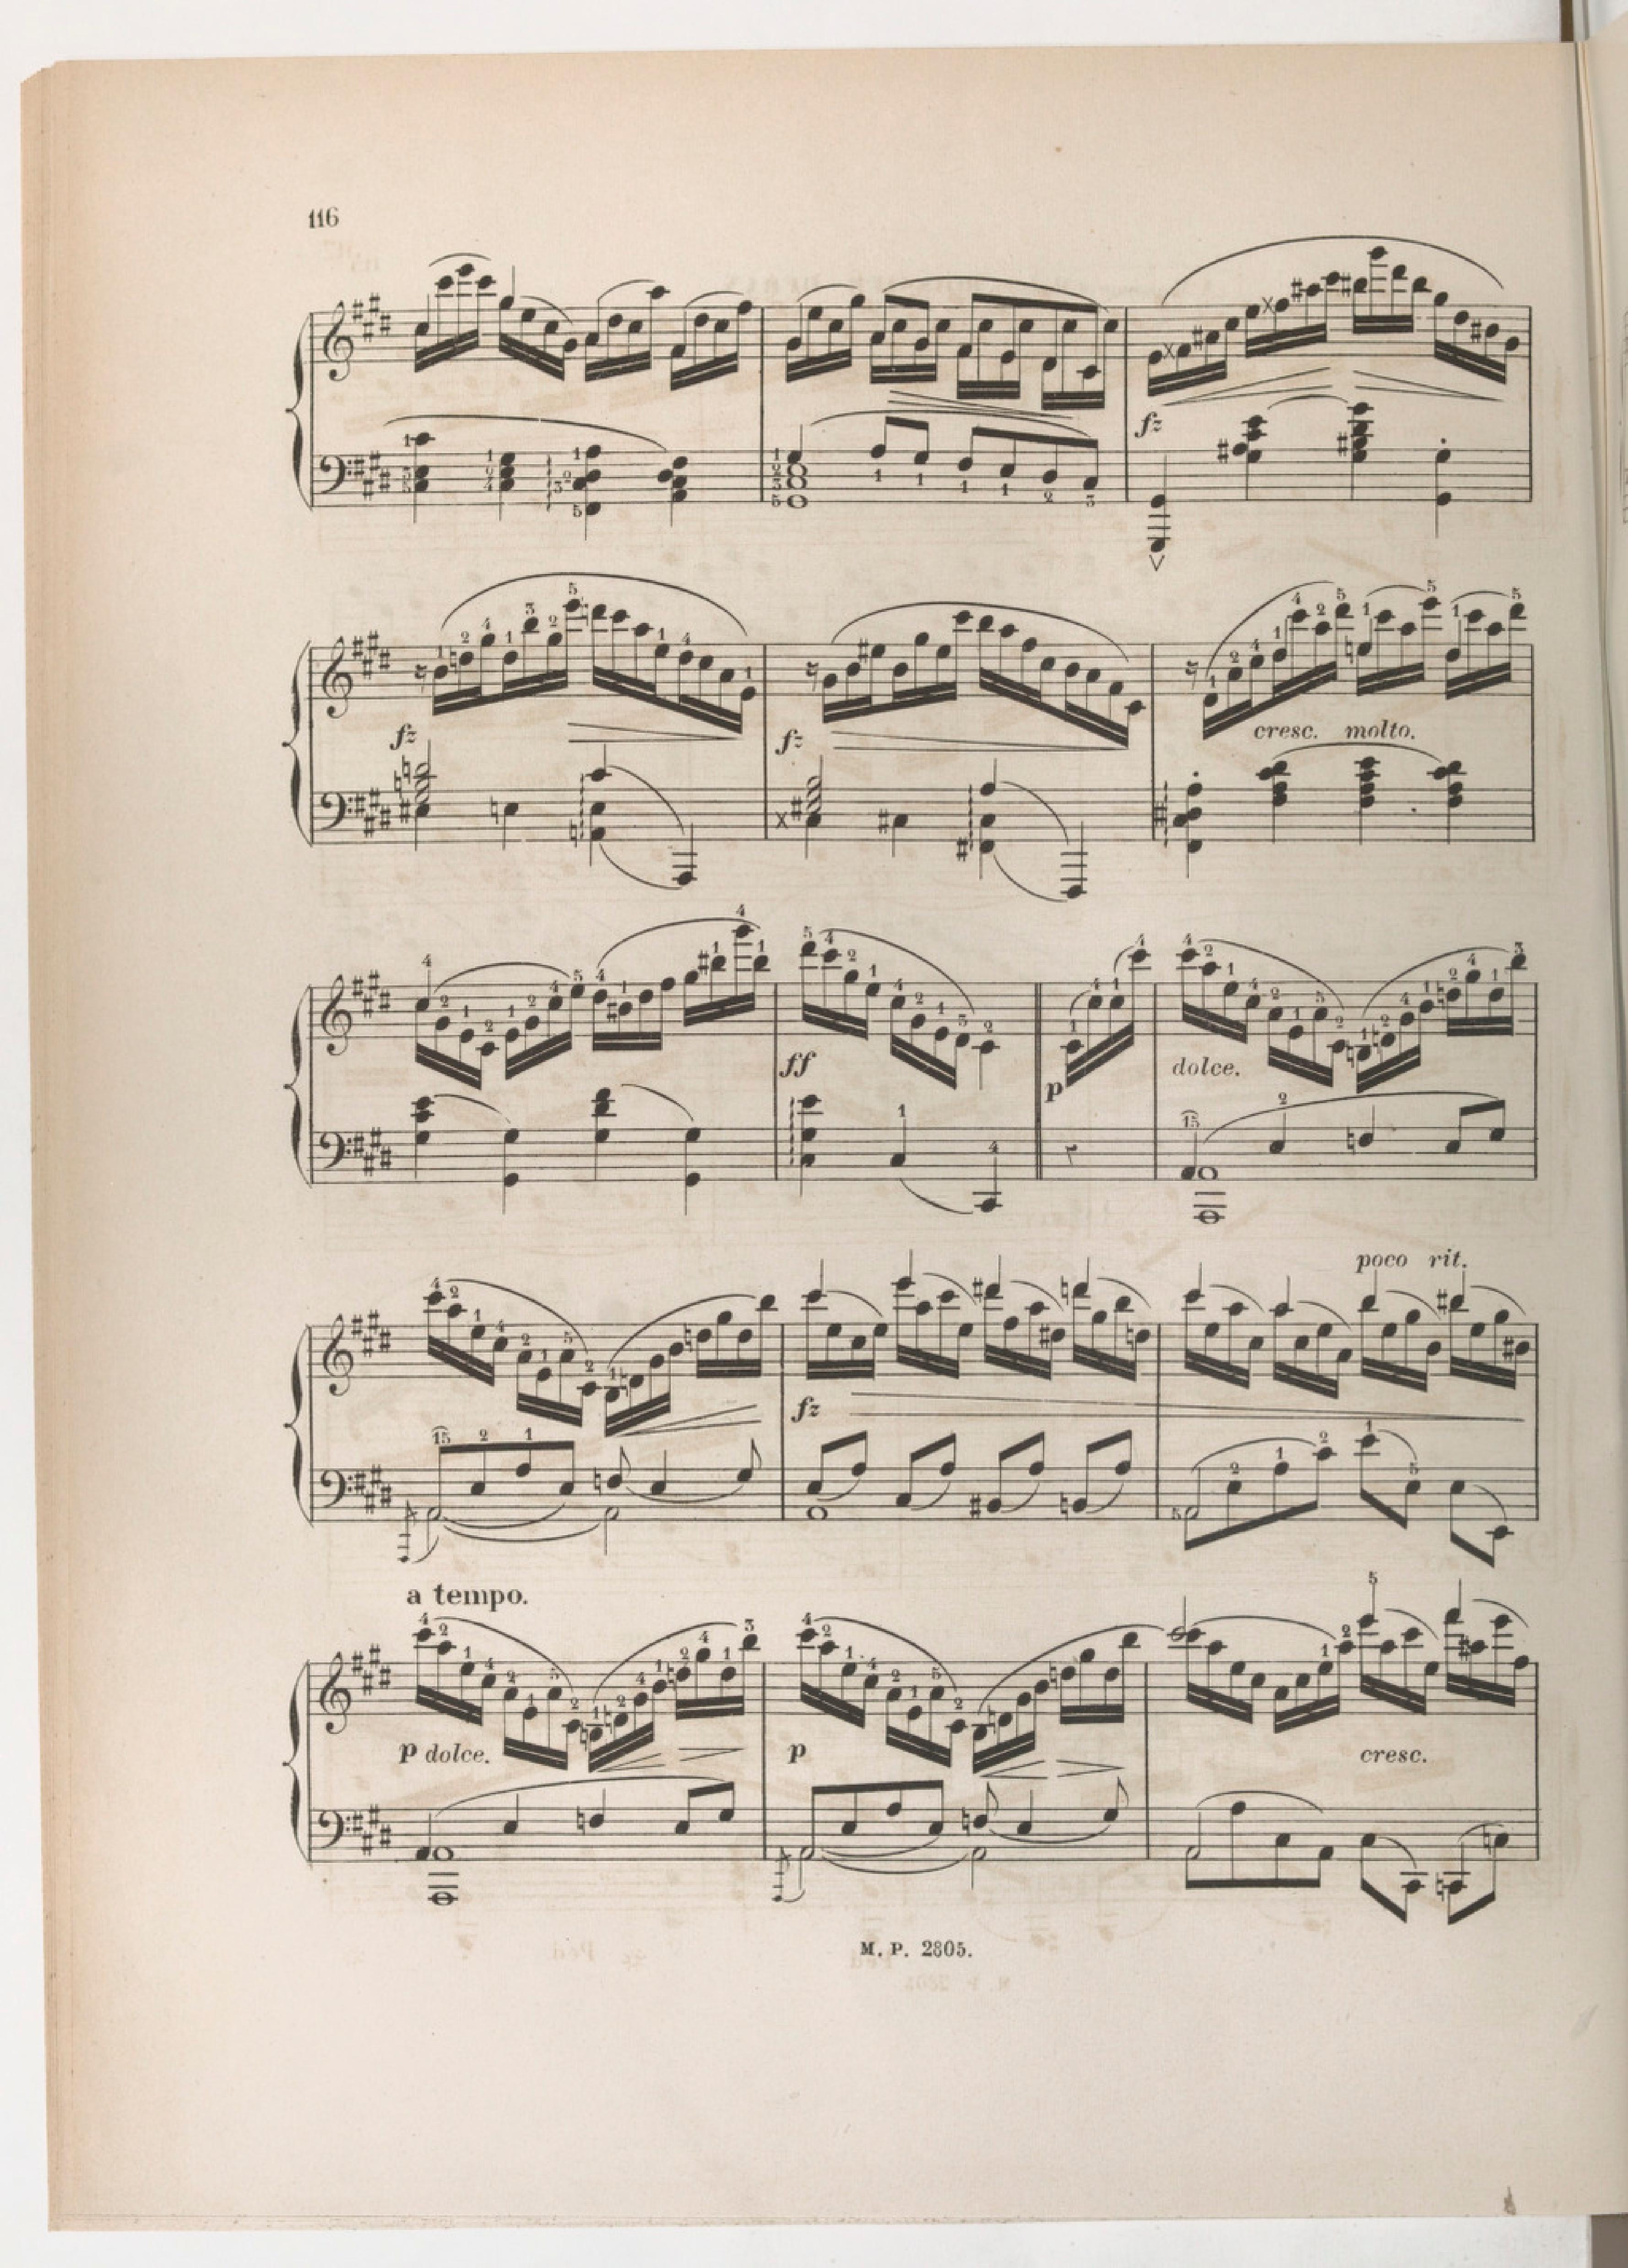 116
fz
fz
fz
cresc. molto.
ff
p
dolce.
poco rit.
fz
a tempo.
p dolce.
p
cresc.
M. P. 2805.